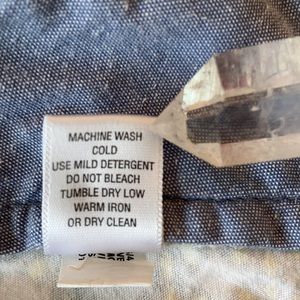 MACHINE WASH
COLD
USE MILD DETERGENT
DO NOT BLEACH
TUMBLE DRY LOW
WARM IRON
OR DRY CLEAN